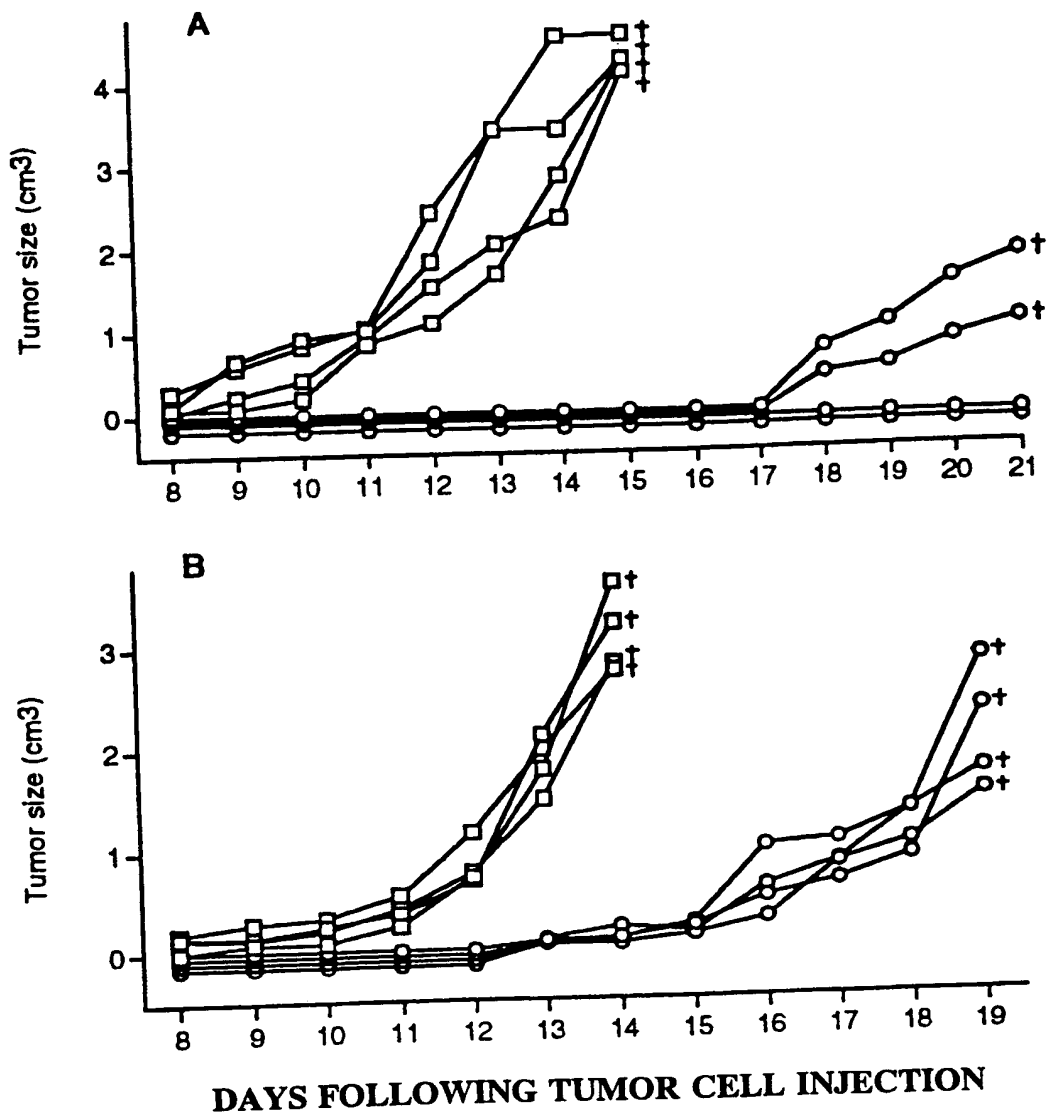 A
Tumor size (cm3)
4
3
2
1
0
† † † †
† †
8 9 10 11 12 13 14 15 16 17 18 19 20 21
B
Tumor size (cm3)
3
2
1
0
† † † †
† † † †
8 9 10 11 12 13 14 15 16 17 18 19
DAYS FOLLOWING TUMOR CELL INJECTION